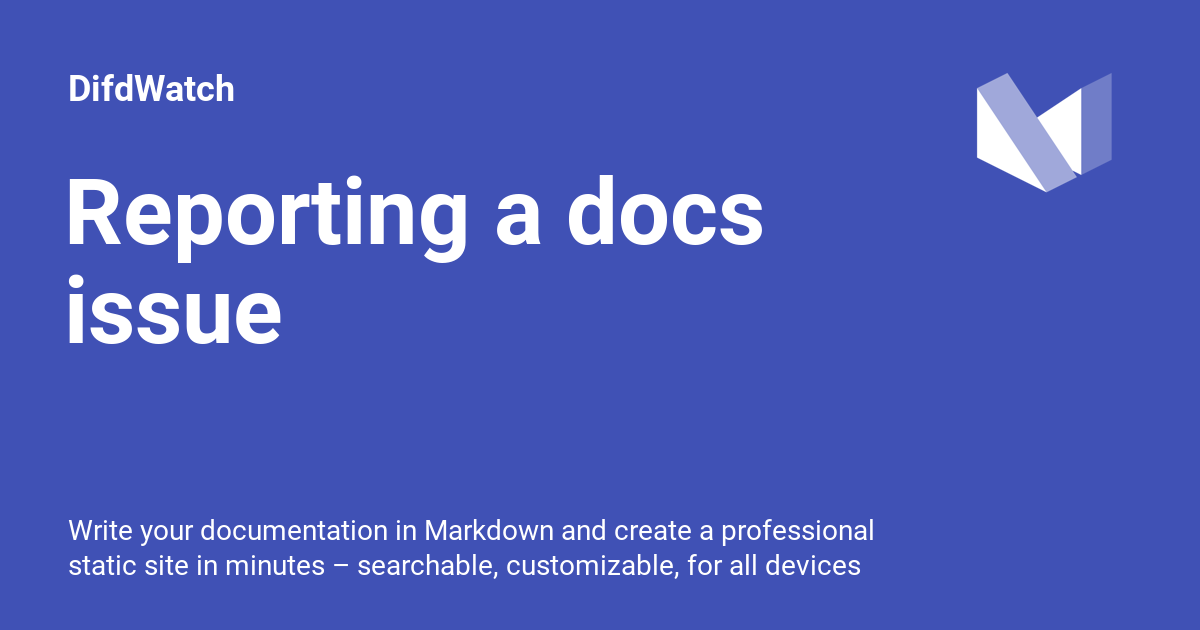 DifdWatch
Reporting a docs
issue
Write your documentation in Markdown and create a professional
static site in minutes – searchable, customizable, for all devices